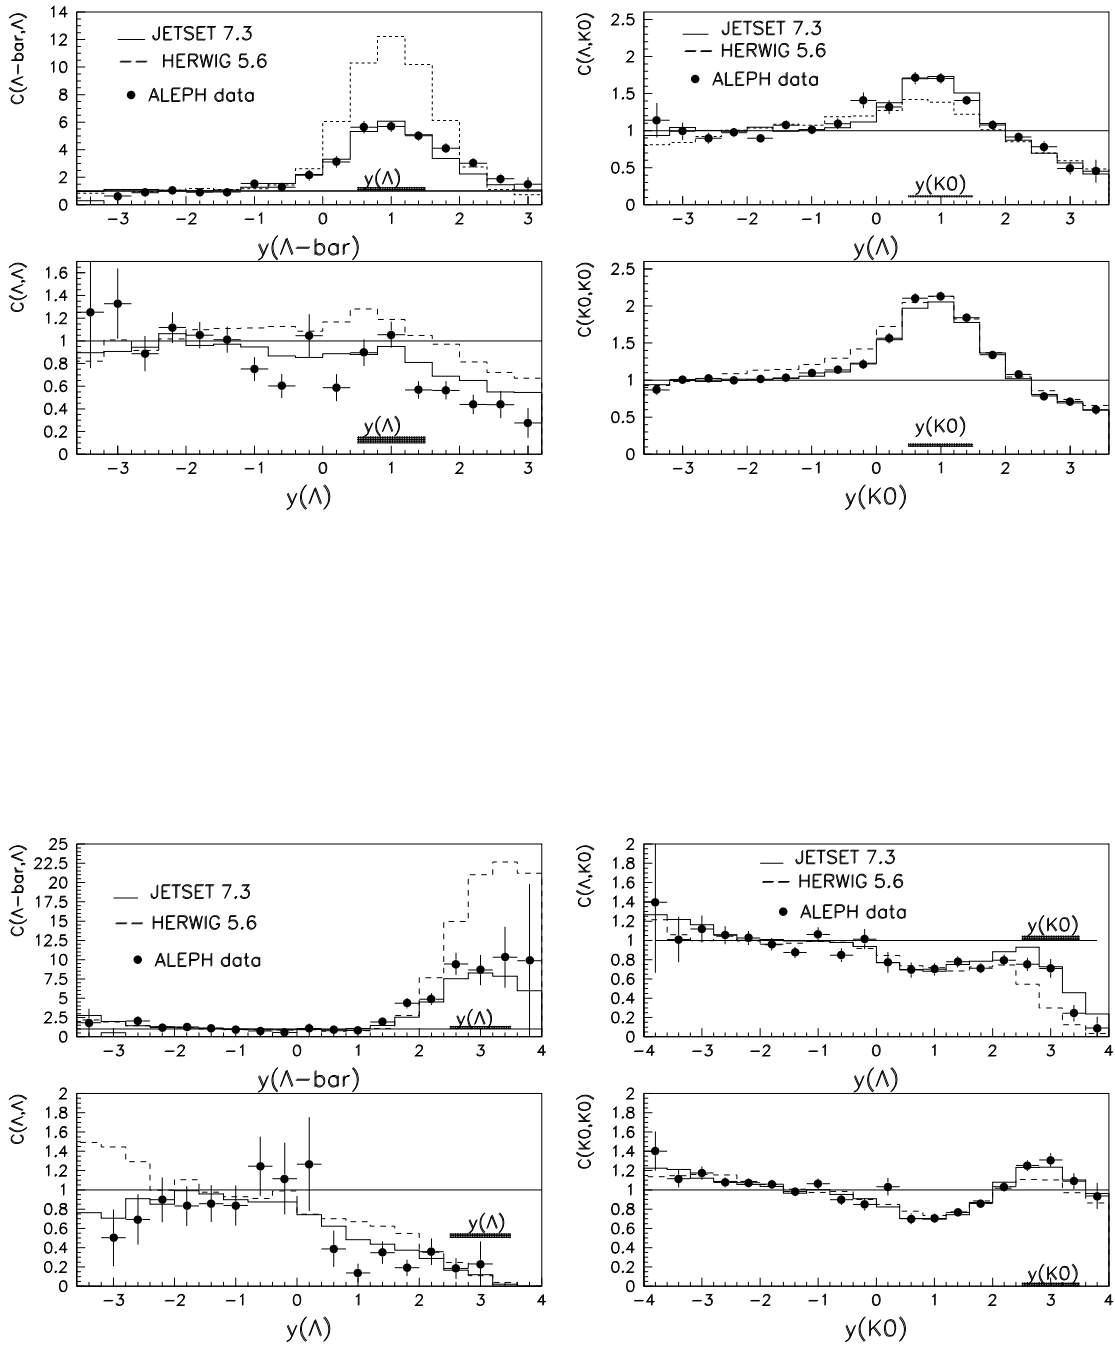 C(Λ-bar,Λ)
14
12
10
8
6
4
2
0
JETSET 7.3
HERWIG 5.6
ALEPH data
y(Λ)
-3 -2 -1 0 1 2 3
y(Λ-bar)
C(Λ,K0)
2.5
2
1.5
1
0.5
0
JETSET 7.3
HERWIG 5.6
ALEPH data
y(K0)
-3 -2 -1 0 1 2 3
y(Λ)
C(Λ,Λ)
1.6
1.4
1.2
1
0.8
0.6
0.4
0.2
0
y(Λ)
-3 -2 -1 0 1 2 3
y(Λ)
C(K0,K0)
2.5
2
1.5
1
0.5
0
y(K0)
-3 -2 -1 0 1 2 3
y(K0)
C(Λ-bar,Λ)
25
22.5
20
17.5
15
12.5
10
7.5
5
2.5
0
JETSET 7.3
HERWIG 5.6
ALEPH data
y(Λ)
-3 -2 -1 0 1 2 3 4
y(Λ-bar)
C(Λ,K0)
2
1.8
1.6
1.4
1.2
1
0.8
0.6
0.4
0.2
0
JETSET 7.3
HERWIG 5.6
ALEPH data
y(K0)
-4 -3 -2 -1 0 1 2 3 4
y(Λ)
C(Λ,Λ)
2
1.8
1.6
1.4
1.2
1
0.8
0.6
0.4
0.2
0
y(Λ)
-3 -2 -1 0 1 2 3 4
y(Λ)
C(K0,K0)
2
1.8
1.6
1.4
1.2
1
0.8
0.6
0.4
0.2
0
y(K0)
-4 -3 -2 -1 0 1 2 3 4
y(K0)